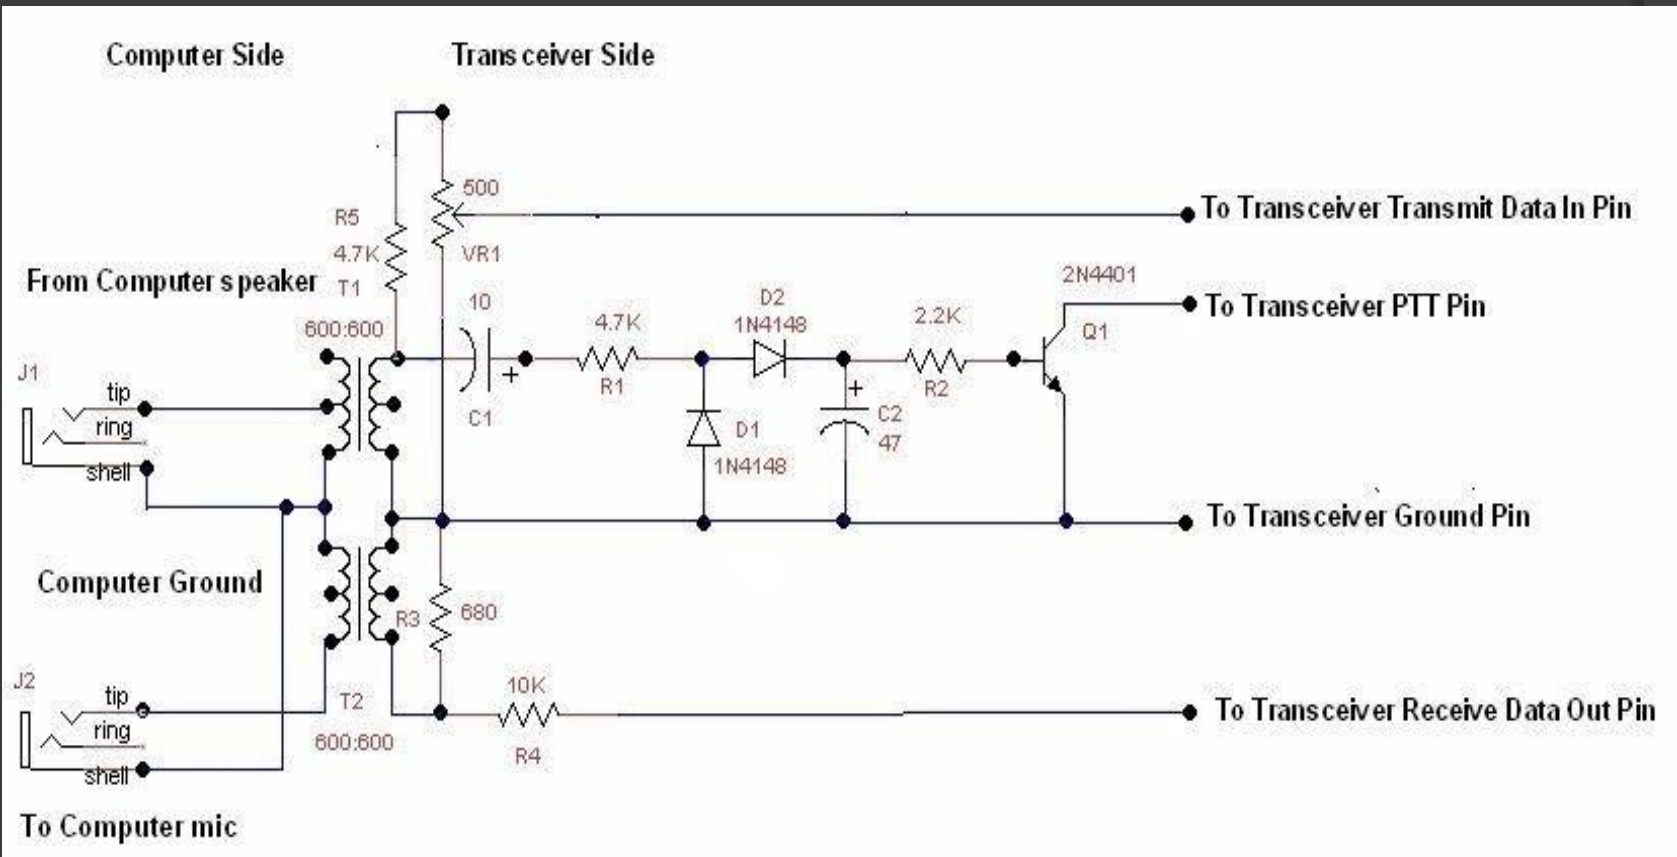 Computer Side
Transceiver Side
500
R5
4.7K
VR1
To Transceiver Transmit Data In Pin
From Computer speaker
T1
600:600
10
C1
+
4.7K
R1
D2
1N4148
2.2K
R2
2N4401
Q1
To Transceiver PTT Pin
J1
tip
ring
shell
D1
1N4148
+
C2
47
To Transceiver Ground Pin
Computer Ground
R3
680
J2
tip
ring
shell
T2
600:600
10K
R4
To Transceiver Receive Data Out Pin
To Computer mic